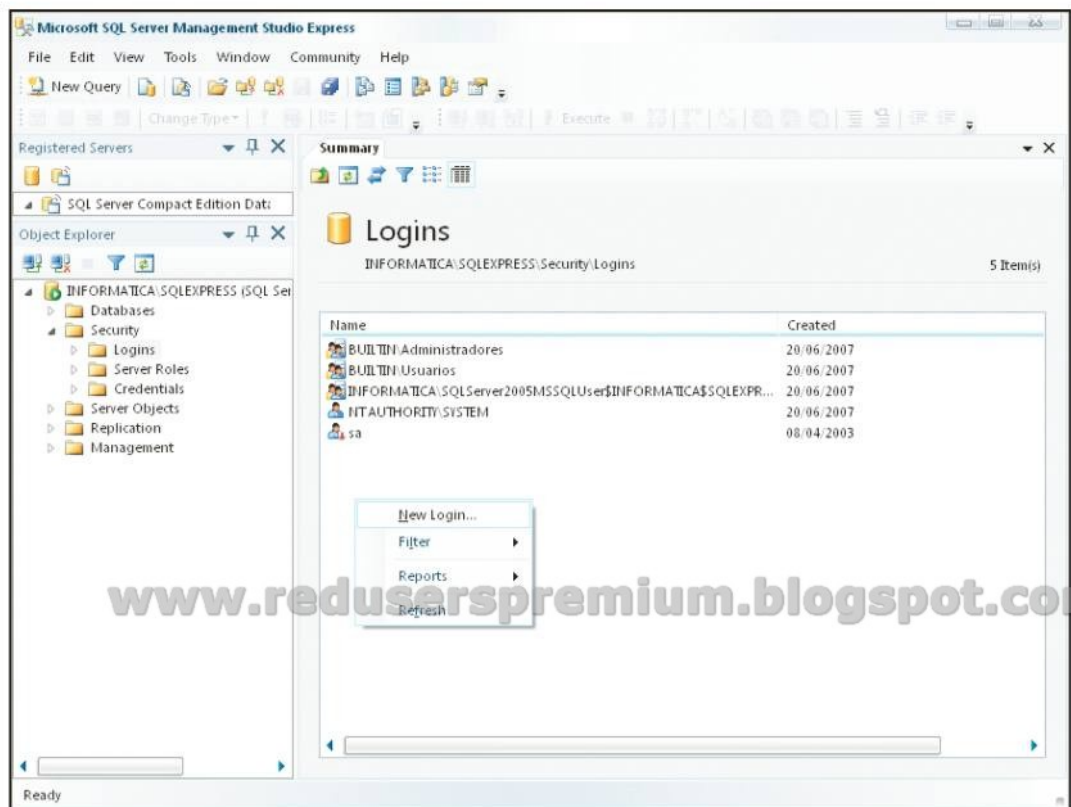 Microsoft SQL Server Management Studio Express
File Edit View Tools Window Community Help
New Query
Change Type Execute
Registered Servers
SQL Server Compact Edition Data
Object Explorer
INFORMATICA\SQLEXPRESS (SQL Ser
Databases
Security
Logins
Server Roles
Credentials
Server Objects
Replication
Management
Summary
Logins
INFORMATICA\SQLEXPRESS\Security\Logins 5 Item(s)
Name Created
BUILTIN\Administradores 20/06/2007
BUILTIN\Usuarios 20/06/2007
INFORMATICA\SQLServer2005MSSQLUser$INFORMATICA$SQLEXPR... 20/06/2007
NT AUTHORITY\SYSTEM 20/06/2007
sa 08/04/2003
New Login...
Filter
Reports
Refresh
www.reduserspremium.blogspot.co
Ready